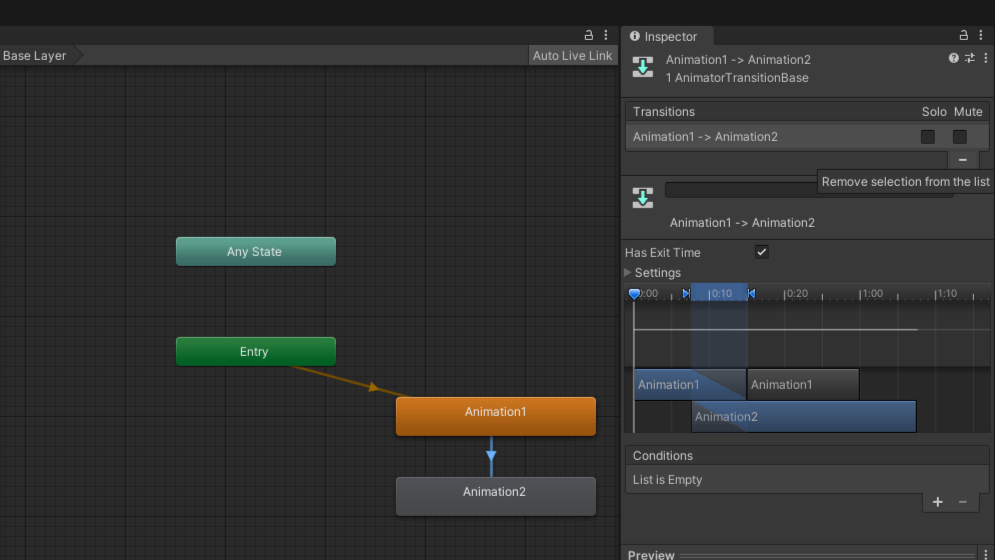 Base Layer
Auto Live Link
Any State
Entry
Animation1
Animation2
Inspector
Animation1 -> Animation2
1 AnimatorTransitionBase
Transitions Solo Mute
Animation1 -> Animation2
Remove selection from the list
Animation1 -> Animation2
Has Exit Time
Settings
:00 0:10 0:20 1:00 1:10
Animation1 Animation1
Animation2
Conditions
List is Empty
Preview